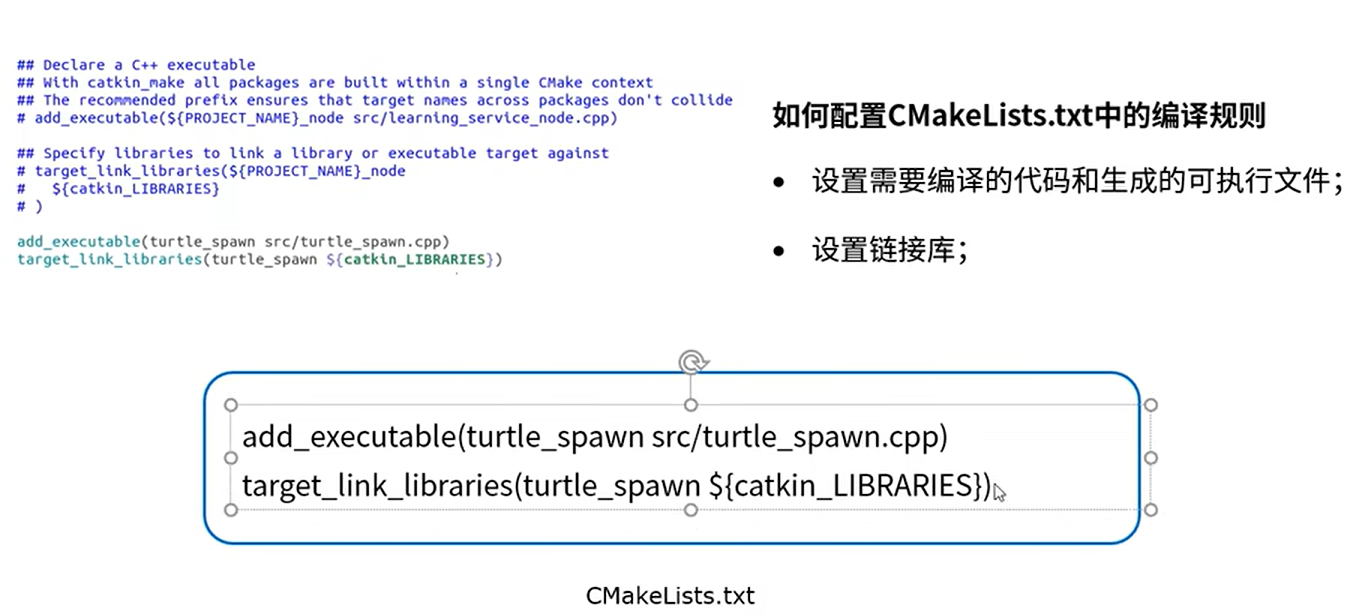 ## Declare a C++ executable
## With catkin_make all packages are built within a single CMake context
## The recommended prefix ensures that target names across packages don't collide
# add_executable(${PROJECT_NAME}_node src/learning_service_node.cpp)
## Specify libraries to link a library or executable target against
# target_link_libraries(${PROJECT_NAME}_node
#   ${catkin_LIBRARIES}
# )
add_executable(turtle_spawn src/turtle_spawn.cpp)
target_link_libraries(turtle_spawn ${catkin_LIBRARIES})
如何配置CMakeLists.txt中的编译规则
• 设置需要编译的代码和生成的可执行文件；
• 设置链接库；
add_executable(turtle_spawn src/turtle_spawn.cpp)
target_link_libraries(turtle_spawn ${catkin_LIBRARIES})
CMakeLists.txt